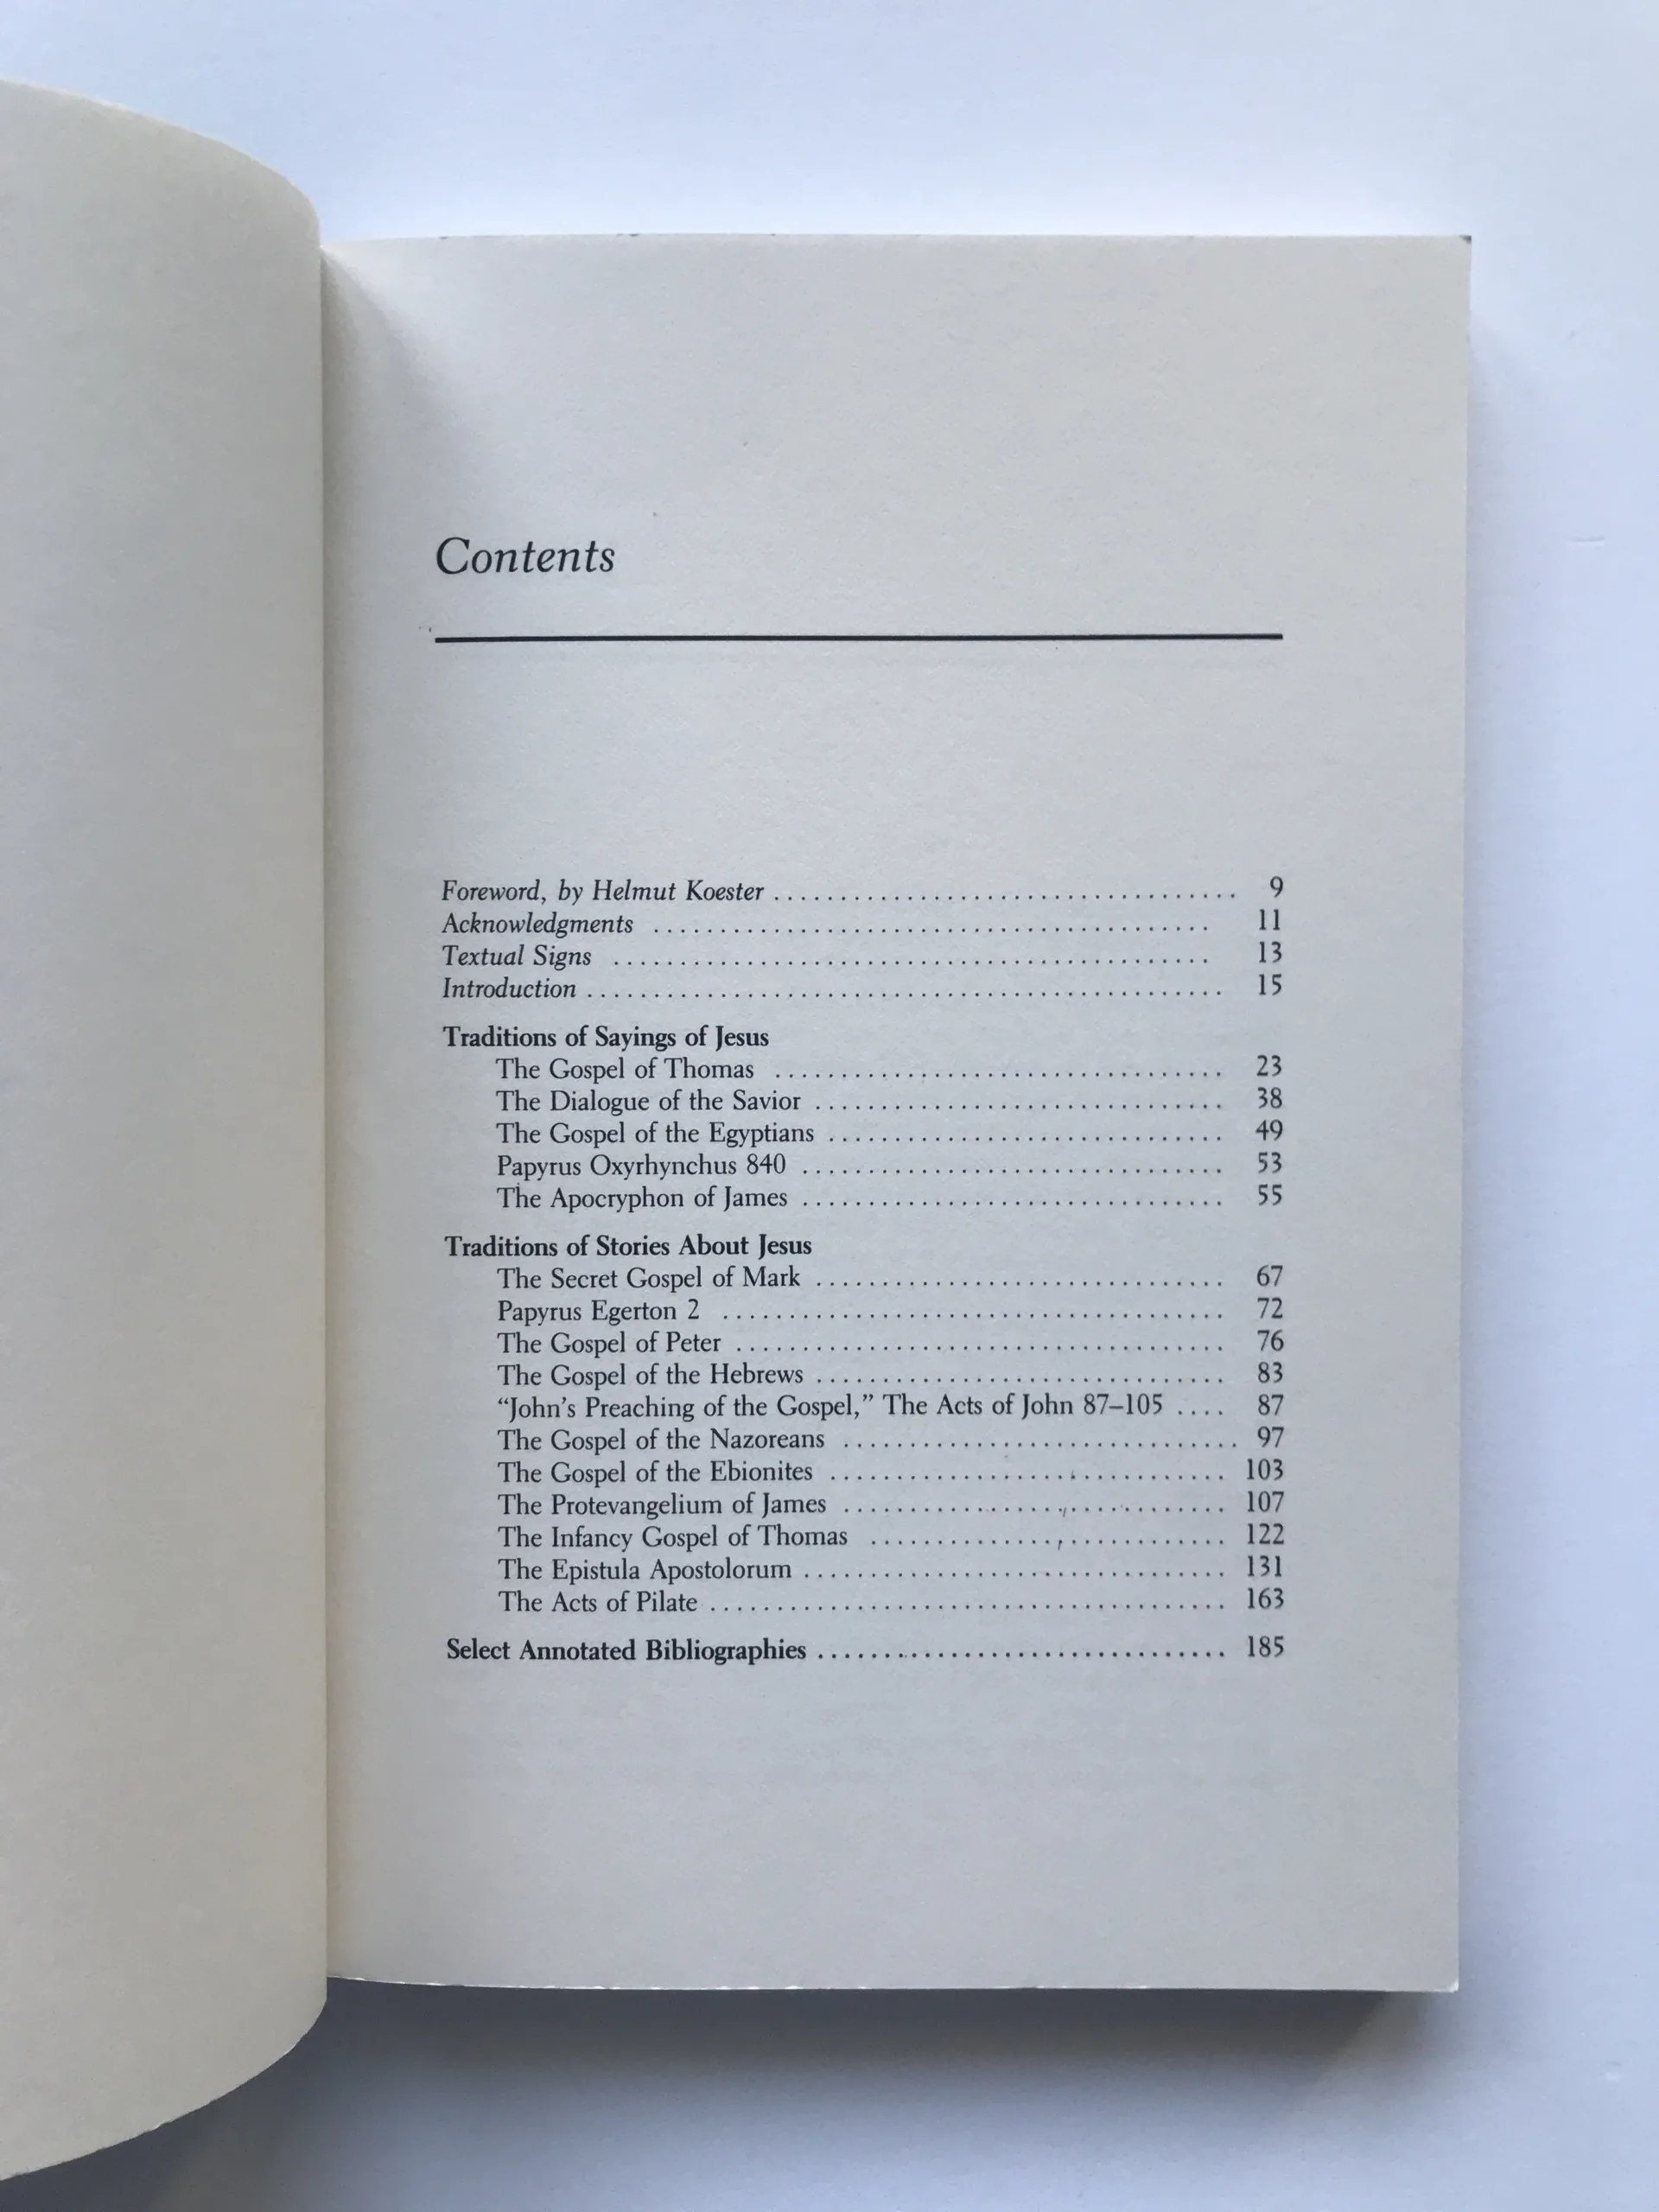 Contents
Foreword, by Helmut Koester .................................... 9
Acknowledgments .......................................... 11
Textual Signs ............................................. 13
Introduction ................................................ 15
Traditions of Sayings of Jesus
The Gospel of Thomas .................................. 23
The Dialogue of the Savior ............................... 38
The Gospel of the Egyptians .............................. 49
Papyrus Oxyrhynchus 840 ................................ 53
The Apocryphon of James ................................ 55
Traditions of Stories About Jesus
The Secret Gospel of Mark ............................... 67
Papyrus Egerton 2 ...................................... 72
The Gospel of Peter ..................................... 76
The Gospel of the Hebrews ............................... 83
“John’s Preaching of the Gospel,” The Acts of John 87–105 .... 87
The Gospel of the Nazoreans .............................. 97
The Gospel of the Ebionites .............................. 103
The Protevangelium of James ............................. 107
The Infancy Gospel of Thomas ........................... 122
The Epistula Apostolorum ................................ 131
The Acts of Pilate ....................................... 163
Select Annotated Bibliographies ............................... 185